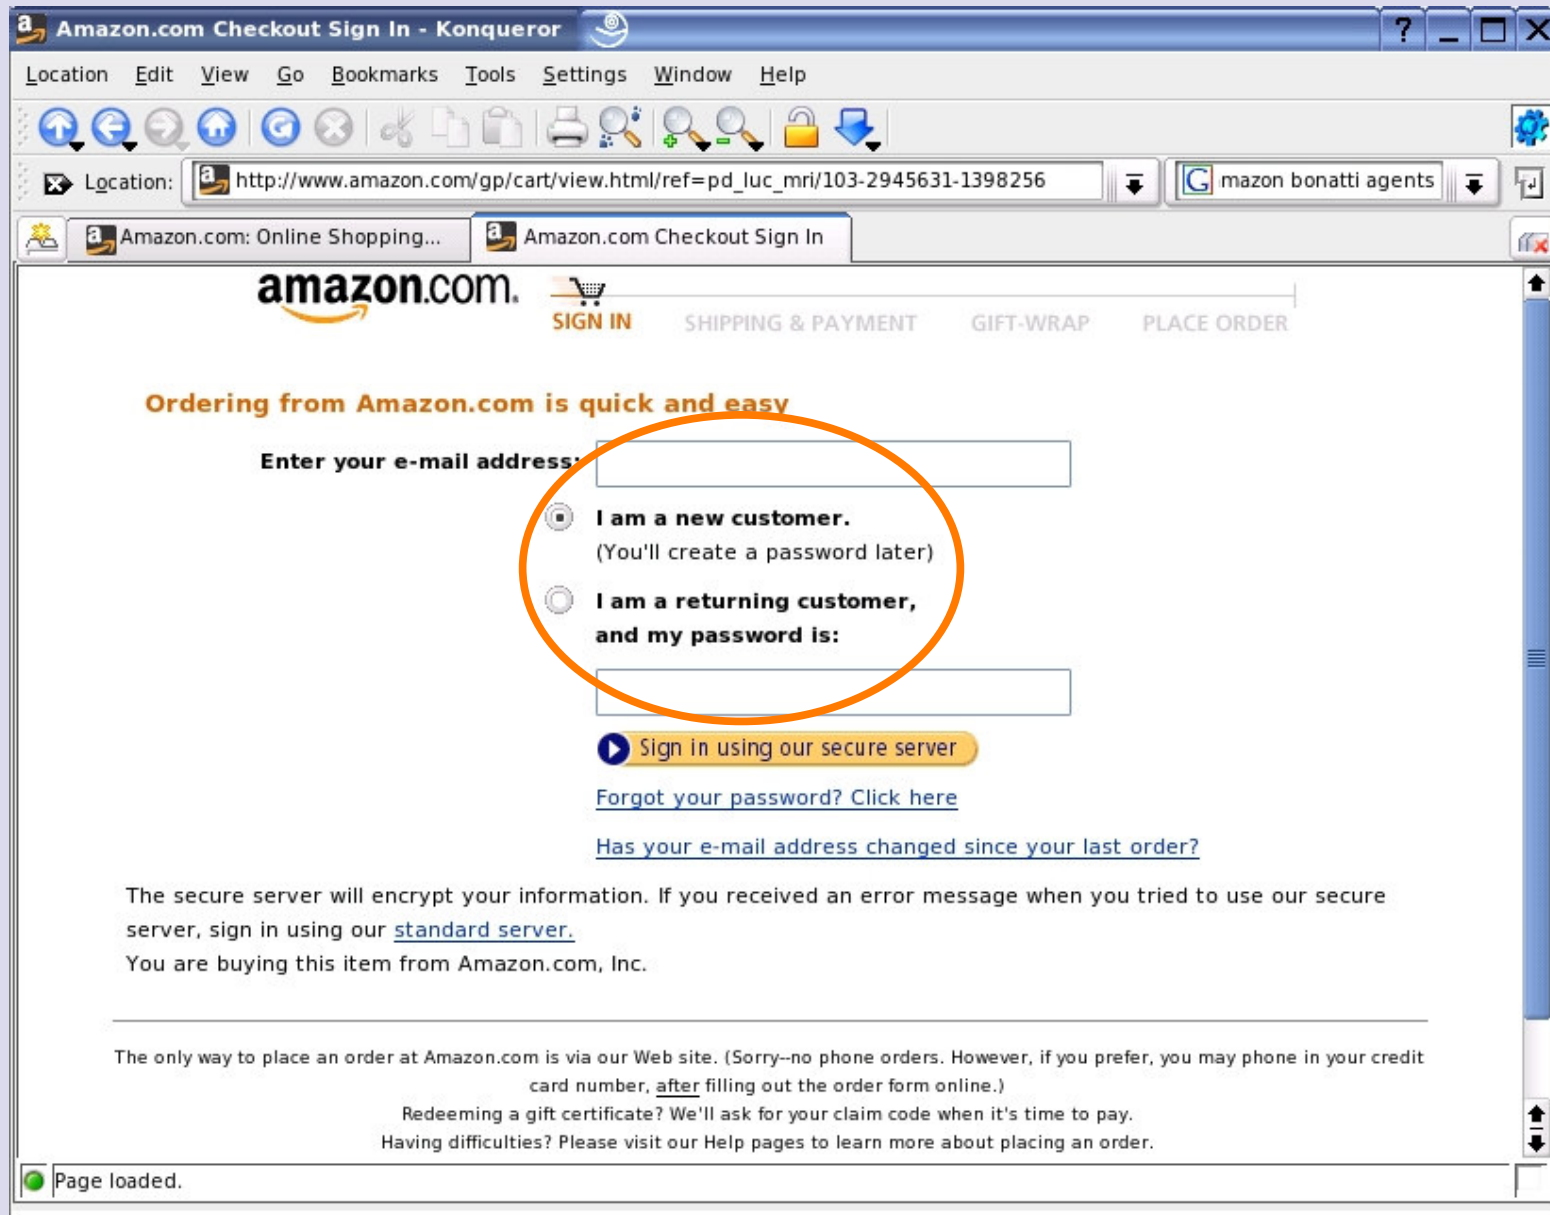 Amazon.com Checkout Sign In - Konqueror
Location Edit View Go Bookmarks Tools Settings Window Help
Location: http://www.amazon.com/gp/cart/view.html/ref=pd_luc_mri/103-2945631-1398256 mazon bonatti agents
Amazon.com: Online Shopping... Amazon.com Checkout Sign In
amazon.com.
SIGN IN SHIPPING & PAYMENT GIFT-WRAP PLACE ORDER
Ordering from Amazon.com is quick and easy
Enter your e-mail address:
I am a new customer.
(You'll create a password later)
I am a returning customer,
and my password is:
Sign in using our secure server
Forgot your password? Click here
Has your e-mail address changed since your last order?
The secure server will encrypt your information. If you received an error message when you tried to use our secure
server, sign in using our standard server.
You are buying this item from Amazon.com, Inc.
The only way to place an order at Amazon.com is via our Web site. (Sorry--no phone orders. However, if you prefer, you may phone in your credit
card number, after filling out the order form online.)
Redeeming a gift certificate? We'll ask for your claim code when it's time to pay.
Having difficulties? Please visit our Help pages to learn more about placing an order.
Page loaded.